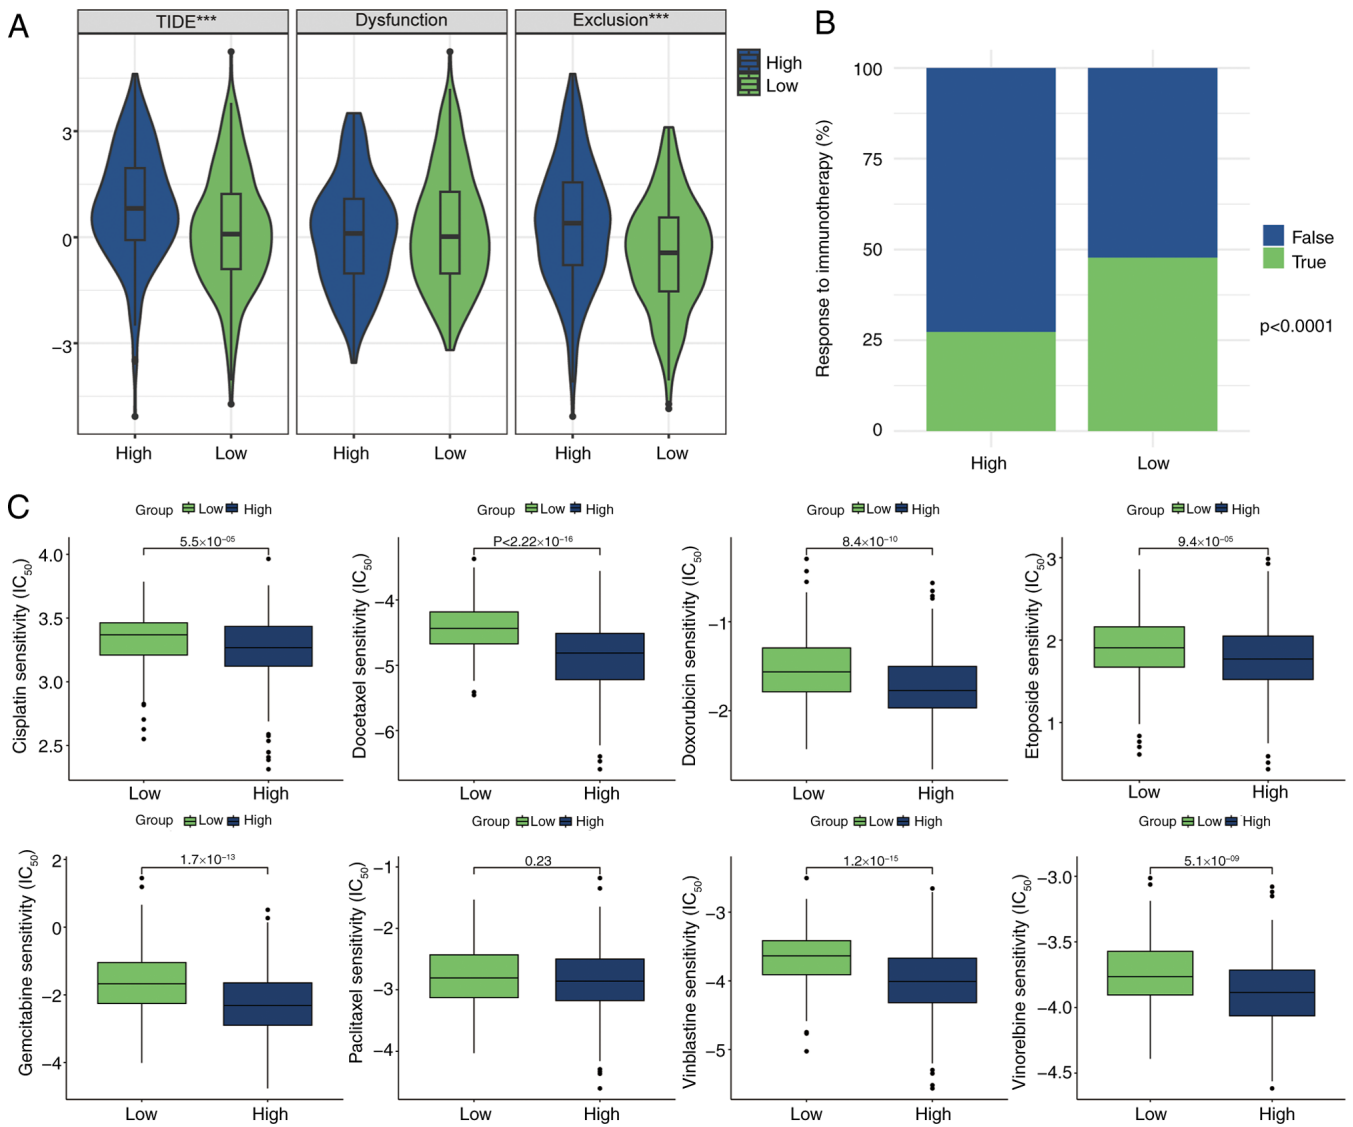 A
TIDE***
Dysfunction
Exclusion***
High
Low
3
0
−3
High
Low
High
Low
High
Low
B
Response to immunotherapy (%)
100
75
50
25
0
High
Low
False
True
p<0.0001
C
Group Low High
Cisplatin sensitivity (IC50)
4.0
3.5
3.0
2.5
5.5×10−05
Low
High
Group Low High
Docetaxel sensitivity (IC50)
−4
−5
−6
P<2.22×10−16
Low
High
Group Low High
Doxorubicin sensitivity (IC50)
−1
−2
8.4×10−10
Low
High
Group Low High
Etoposide sensitivity (IC50)
3
2
1
9.4×10−05
Low
High
Group Low High
Gemcitabine sensitivity (IC50)
2
0
−2
−4
1.7×10−13
Low
High
Group Low High
Paclitaxel sensitivity (IC50)
−1
−2
−3
−4
0.23
Low
High
Group Low High
Vinblastine sensitivity (IC50)
−3
−4
−5
1.2×10−15
Low
High
Group Low High
Vinorelbine sensitivity (IC50)
−3.0
−3.5
−4.0
−4.5
5.1×10−09
Low
High